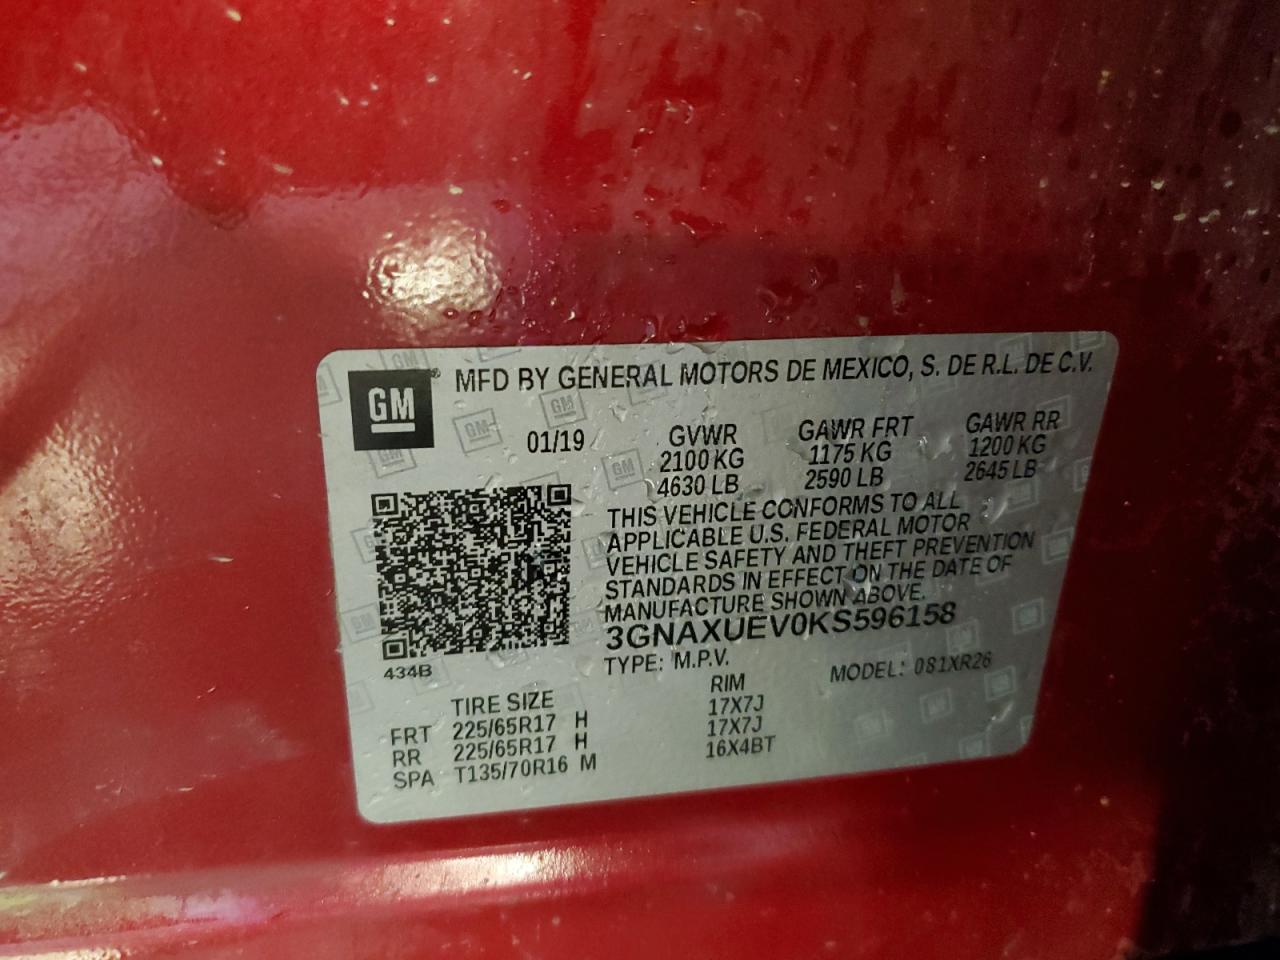 GM® MFD BY GENERAL MOTORS DE MEXICO, S. DE R.L. DE C.V.
01/19
GVWR GAWR FRT GAWR RR
2100 KG 1175 KG 1200 KG
4630 LB 2590 LB 2645 LB
THIS VEHICLE CONFORMS TO ALL
APPLICABLE U.S. FEDERAL MOTOR
VEHICLE SAFETY AND THEFT PREVENTION
STANDARDS IN EFFECT ON THE DATE OF
MANUFACTURE SHOWN ABOVE.
3GNAXUEV0KS596158
434B
TYPE: M.P.V. MODEL: 081XR26
TIRE SIZE RIM
FRT 225/65R17 H 17X7J
RR 225/65R17 H 17X7J
SPA T135/70R16 M 16X4BT